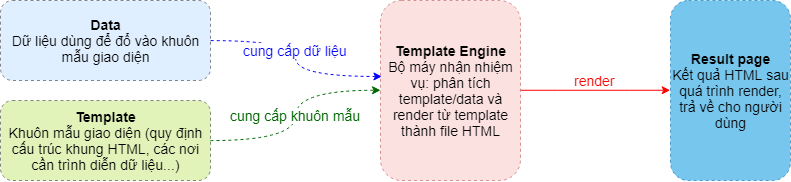 Data
Dữ liệu dùng để đổ vào khuôn
mẫu giao diện
cung cấp dữ liệu
Template
Khuôn mẫu giao diện (quy định
cấu trúc khung HTML, các nơi
cần trình diễn dữ liệu...)
cung cấp khuôn mẫu
Template Engine
Bộ máy nhận nhiệm
vụ: phân tích
template/data và
render từ template
thành file HTML
render
Result page
Kết quả HTML sau
quá trình render,
trả về cho người
dùng